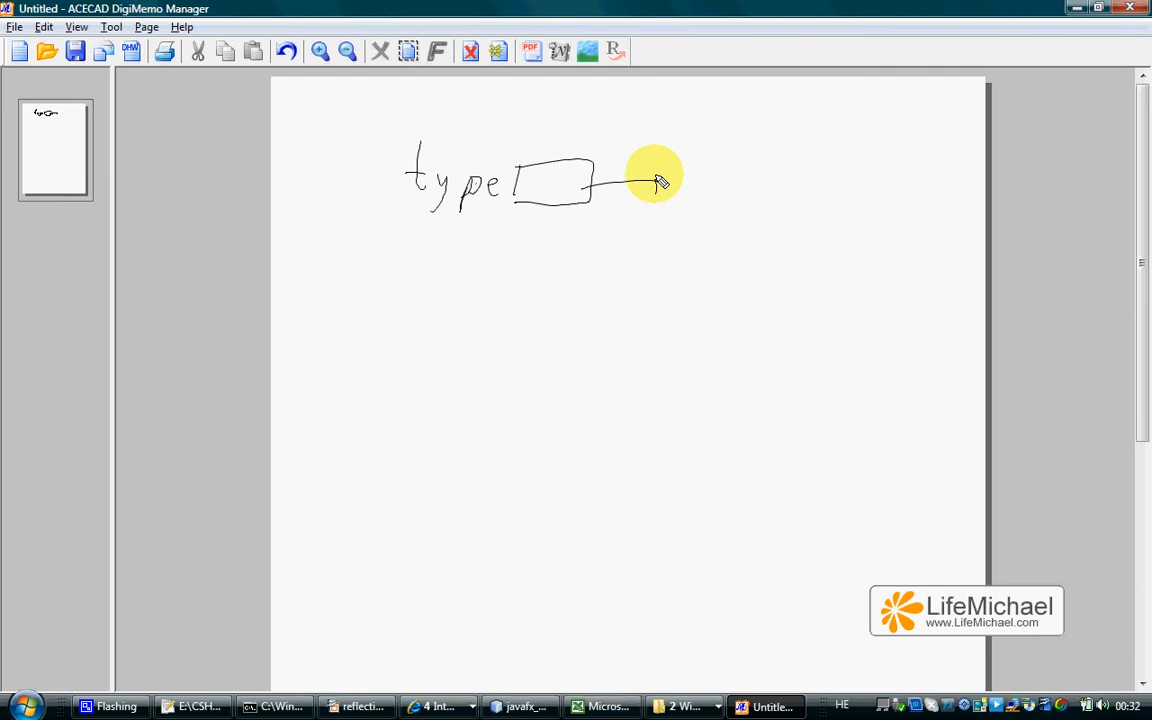 Untitled - ACECAD DigiMemo Manager
File Edit View Tool Page Help
type
LifeMichael
www.LifeMichael.com
Flashing
E:\CSH...
C:\Win...
reflecti...
4 Int...
javafx_...
Micros...
2 Wi...
Untitle...
HE
00:32